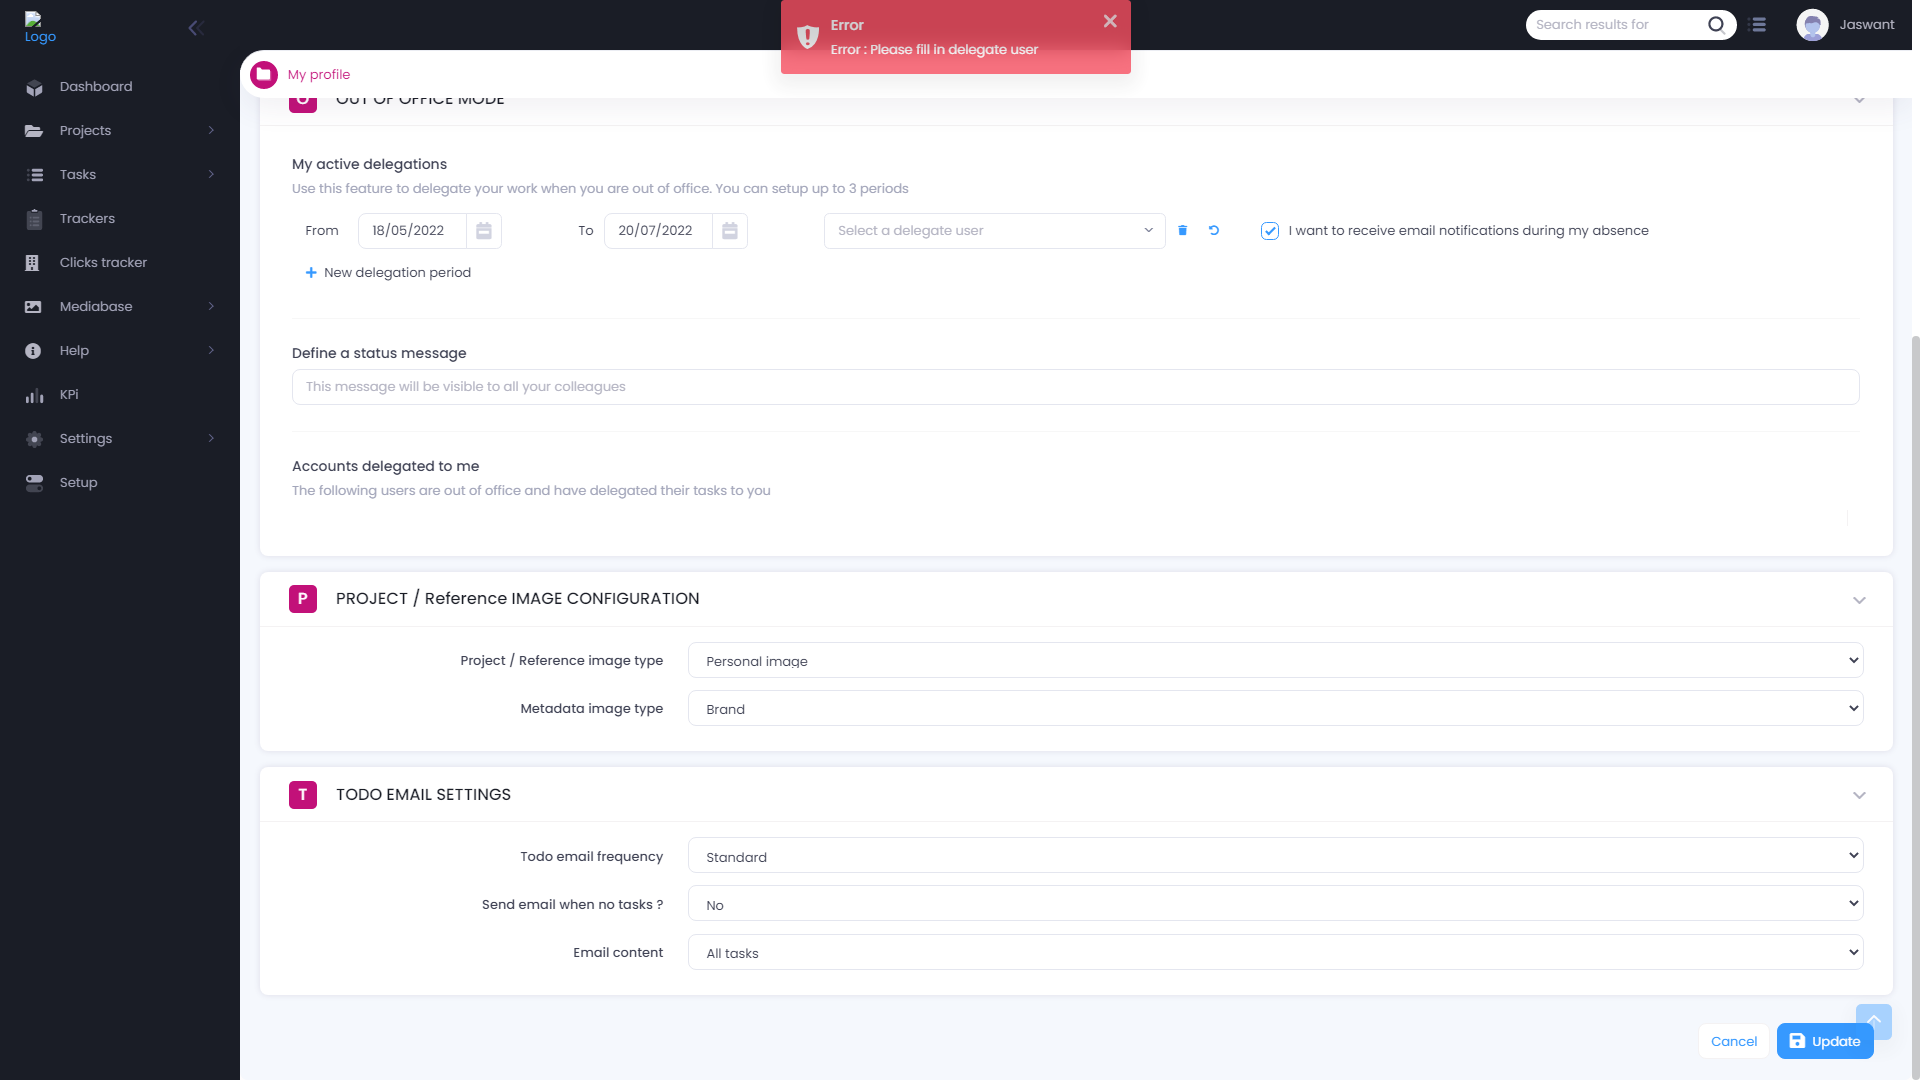 Logo
Error
Error : Please fill in delegate user
Search results for
Jaswant
My profile
Dashboard
Projects
Tasks
Trackers
Clicks tracker
Mediabase
Help
KPi
Settings
Setup
O OUT OF OFFICE MODE
My active delegations
Use this feature to delegate your work when you are out of office. You can setup up to 3 periods
From 18/05/2022 To 20/07/2022 Select a delegate user I want to receive email notifications during my absence
New delegation period
Define a status message
This message will be visible to all your colleagues
Accounts delegated to me
The following users are out of office and have delegated their tasks to you
P PROJECT / Reference IMAGE CONFIGURATION
Project / Reference image type Personal image
Metadata image type Brand
T TODO EMAIL SETTINGS
Todo email frequency Standard
Send email when no tasks ? No
Email content All tasks
Cancel Update